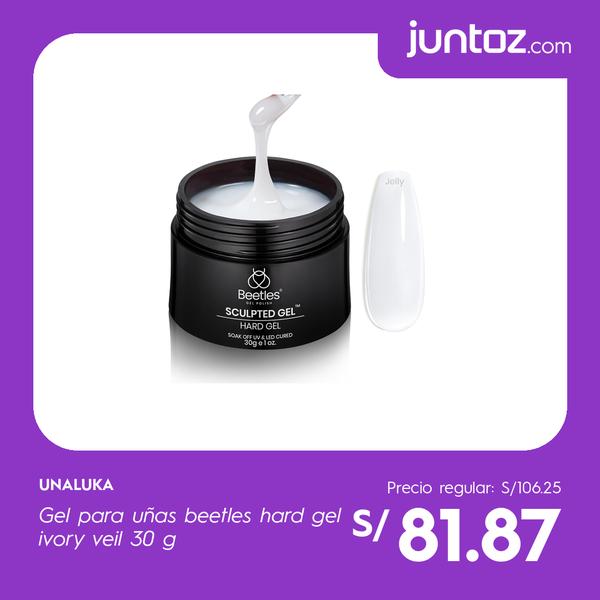 juntoz.com
Jelly
Beetles®
GEL POLISH
SCULPTED GEL™
HARD GEL
SOAK OFF UV & LED CURED
30g e 1 oz.
UNALUKA
Precio regular: S/106.25
Gel para uñas beetles hard gel
ivory veil 30 g
S/ 81.87